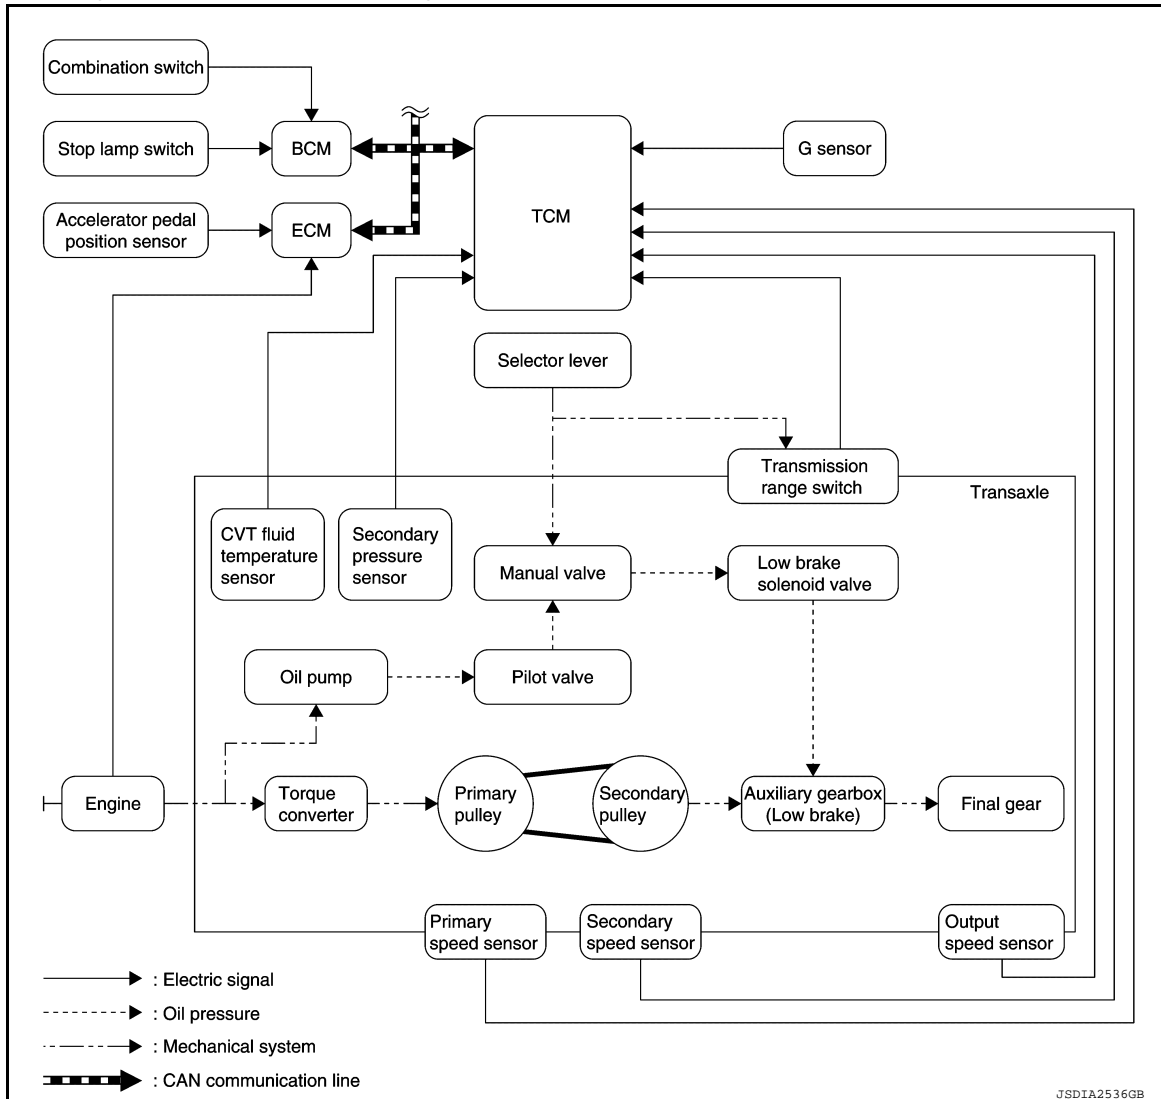 Combination switch
Stop lamp switch
BCM
TCM
G sensor
Accelerator pedal
position sensor
ECM
Selector lever
Transmission
range switch
Transaxle
CVT fluid
temperature
sensor
Secondary
pressure
sensor
Manual valve
Low brake
solenoid valve
Oil pump
Pilot valve
Engine
Torque
converter
Primary
pulley
Secondary
pulley
Auxiliary gearbox
(Low brake)
Final gear
Primary
speed sensor
Secondary
speed sensor
Output
speed sensor
: Electric signal
: Oil pressure
: Mechanical system
: CAN communication line
JSDIA2536GB